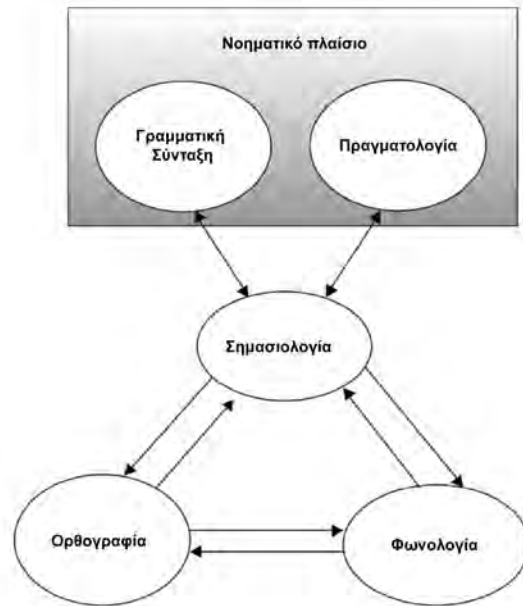 Νοηματικό πλαίσιο
Γραμματική
Σύνταξη
Πραγματολογία
Σημασιολογία
Ορθογραφία
Φωνολογία